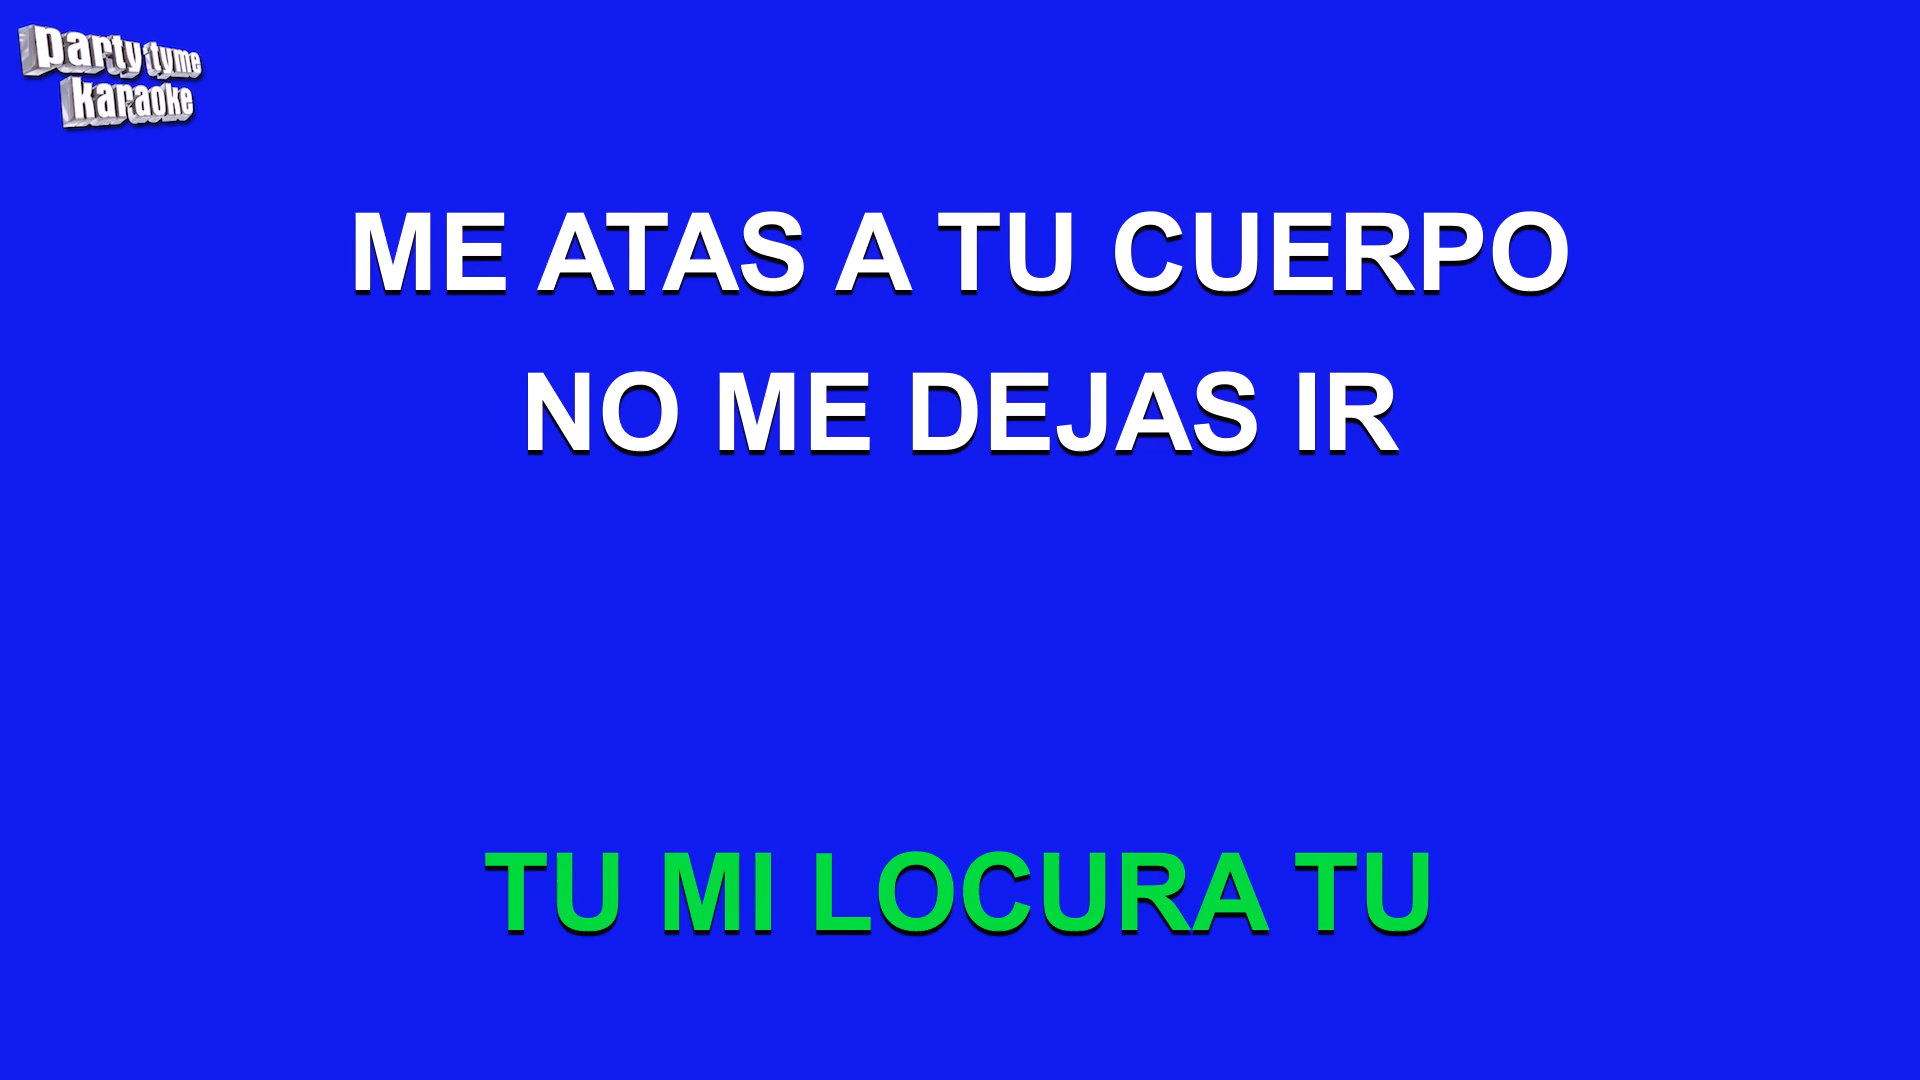 party tyme
karaoke
ME ATAS A TU CUERPO
NO ME DEJAS IR
TU MI LOCURA TU